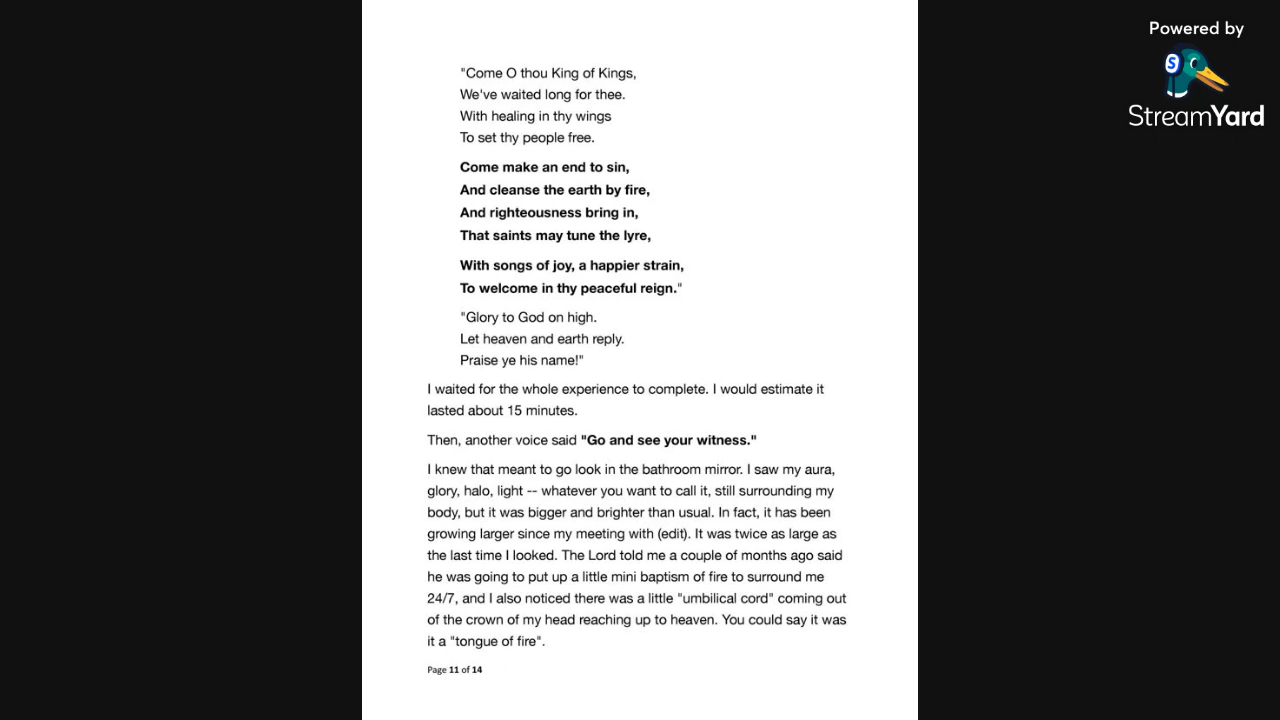 Powered by
StreamYard
"Come O thou King of Kings,
We've waited long for thee.
With healing in thy wings
To set thy people free.
Come make an end to sin,
And cleanse the earth by fire,
And righteousness bring in,
That saints may tune the lyre,
With songs of joy, a happier strain,
To welcome in thy peaceful reign."
"Glory to God on high.
Let heaven and earth reply.
Praise ye his name!"
I waited for the whole experience to complete. I would estimate it
lasted about 15 minutes.
Then, another voice said "Go and see your witness."
I knew that meant to go look in the bathroom mirror. I saw my aura,
glory, halo, light -- whatever you want to call it, still surrounding my
body, but it was bigger and brighter than usual. In fact, it has been
growing larger since my meeting with (edit). It was twice as large as
the last time I looked. The Lord told me a couple of months ago said
he was going to put up a little mini baptism of fire to surround me
24/7, and I also noticed there was a little "umbilical cord" coming out
of the crown of my head reaching up to heaven. You could say it was
it a "tongue of fire".
Page 11 of 14